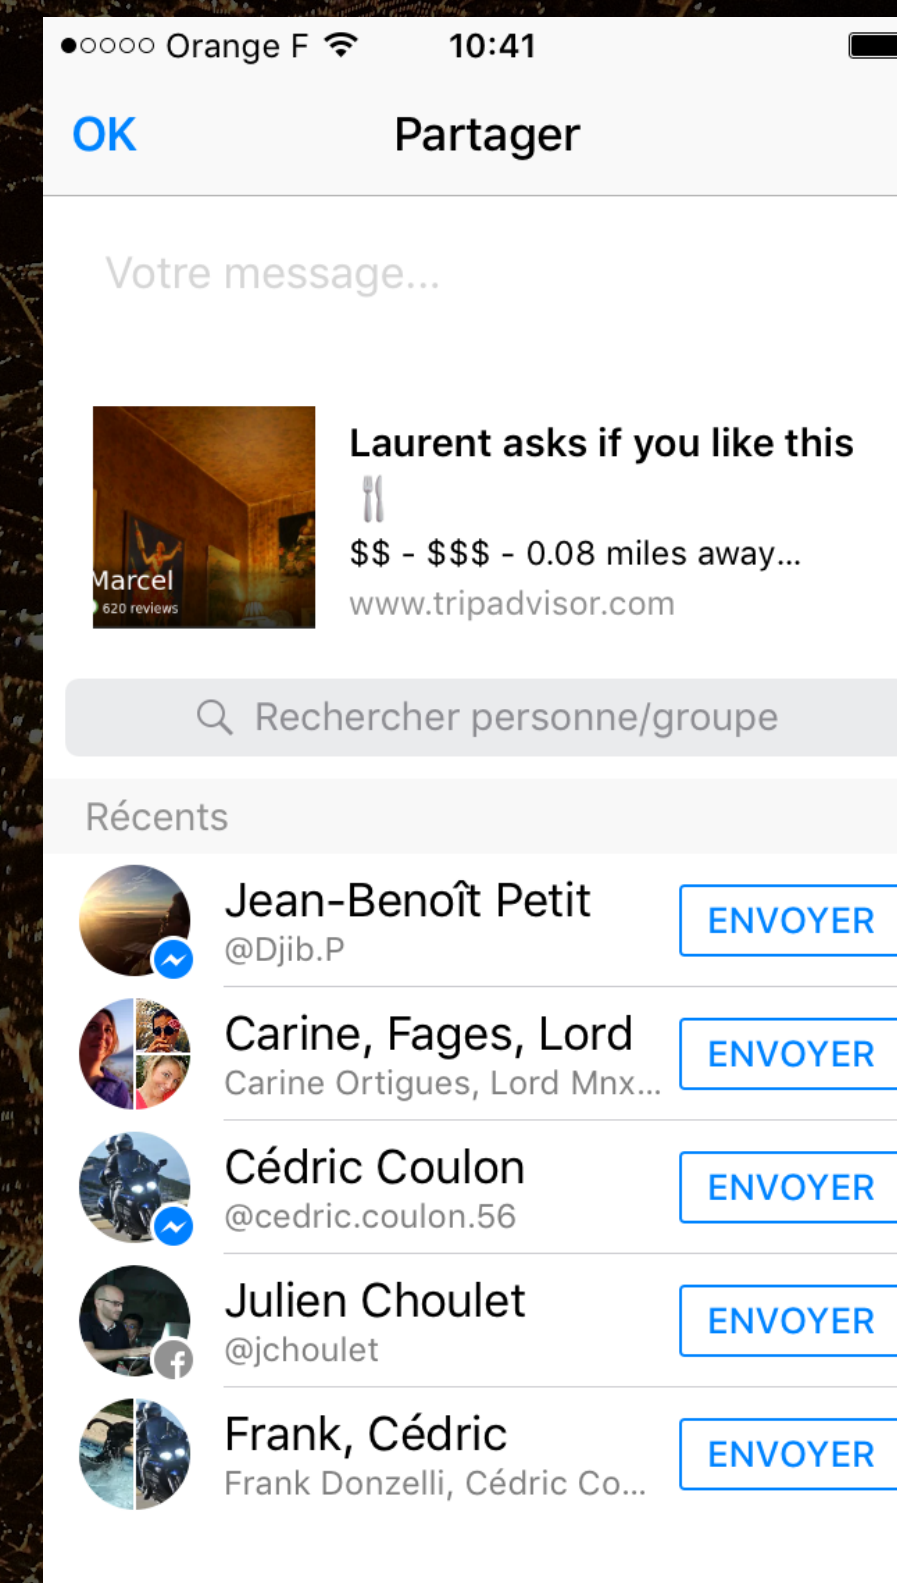 Orange F 10:41
OK Partager
Votre message...
Laurent asks if you like this
$$ - $$$ - 0.08 miles away...
www.tripadvisor.com
Marcel
620 reviews
Rechercher personne/groupe
Récents
Jean-Benoît Petit
@Djib.P
ENVOYER
Carine, Fages, Lord
Carine Ortigues, Lord Mnx...
ENVOYER
Cédric Coulon
@cedric.coulon.56
ENVOYER
Julien Choulet
@jchoulet
ENVOYER
Frank, Cédric
Frank Donzelli, Cédric Co...
ENVOYER